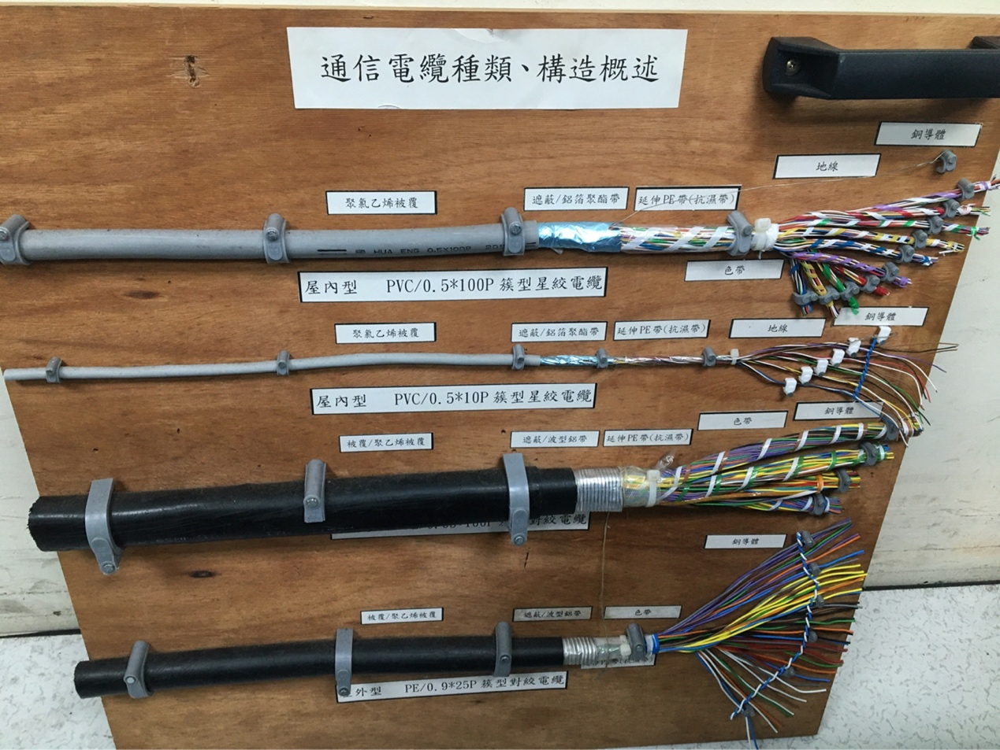 通信電纜種類、構造概述
銅導體
地線
聚氯乙烯被覆
遮蔽/鋁箔聚酯帶
延伸PE帶(抗濕帶)
HUA ENG 0.5X100P
色帶
屋內型 PVC/0.5*100P 簇型星絞電纜
銅導體
聚氯乙烯被覆
遮蔽/鋁箔聚酯帶
延伸PE帶(抗濕帶)
地線
屋內型 PVC/0.5*10P 簇型星絞電纜
銅導體
色帶
被覆/聚乙烯被覆
遮蔽/波型鋁帶
延伸PE帶(抗濕帶)
100P 簇型對絞電纜
銅導體
被覆/聚乙烯被覆
遮蔽/波型鋁帶
色帶
外型 PE/0.9*25P 簇型對絞電纜